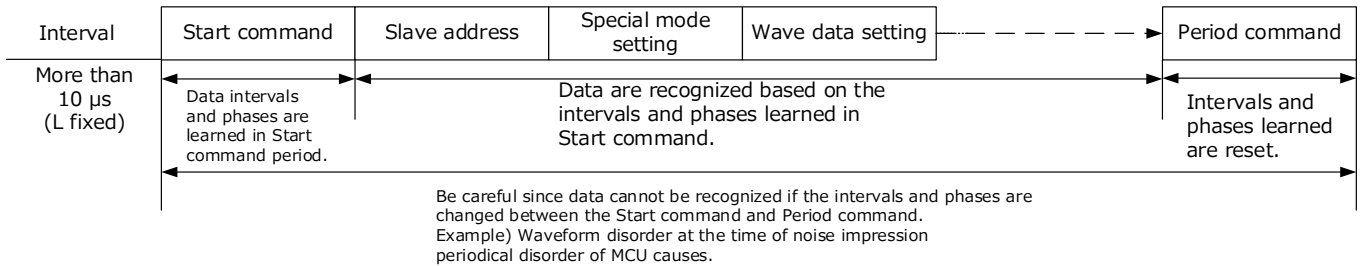 Interval
Start command
Slave address
Special mode
setting
Wave data setting
Period command
More than
10 µs
(L fixed)
Data intervals
and phases are
learned in Start
command period.
Data are recognized based on the
intervals and phases learned in
Start command.
Intervals and
phases learned
are reset.
Be careful since data cannot be recognized if the intervals and phases are
changed between the Start command and Period command.
Example) Waveform disorder at the time of noise impression
periodical disorder of MCU causes.